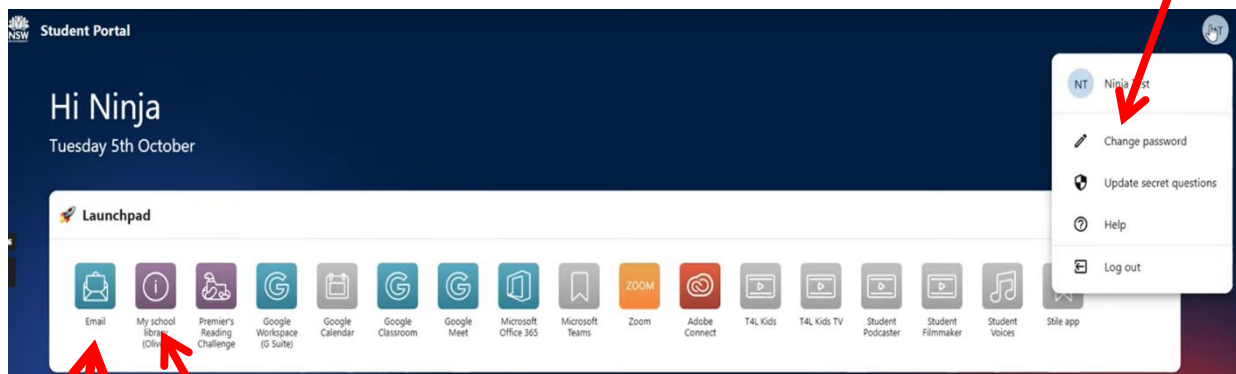 NSW
Student Portal
Hi Ninja
Tuesday 5th October
NT
Ninja Test
Change password
Update secret questions
Help
Log out
Launchpad
ZOOM
Email
My school
library
Premier's
Reading
Challenge
Google
Workspace
(G Suite)
Google
Calendar
Google
Classroom
Google
Meet
Microsoft
Office 365
Microsoft
Teams
Zoom
Adobe
Connect
T4L Kids
T4L Kids TV
Student
Podcaster
Student
Filmmaker
Student
Voices
Stile app